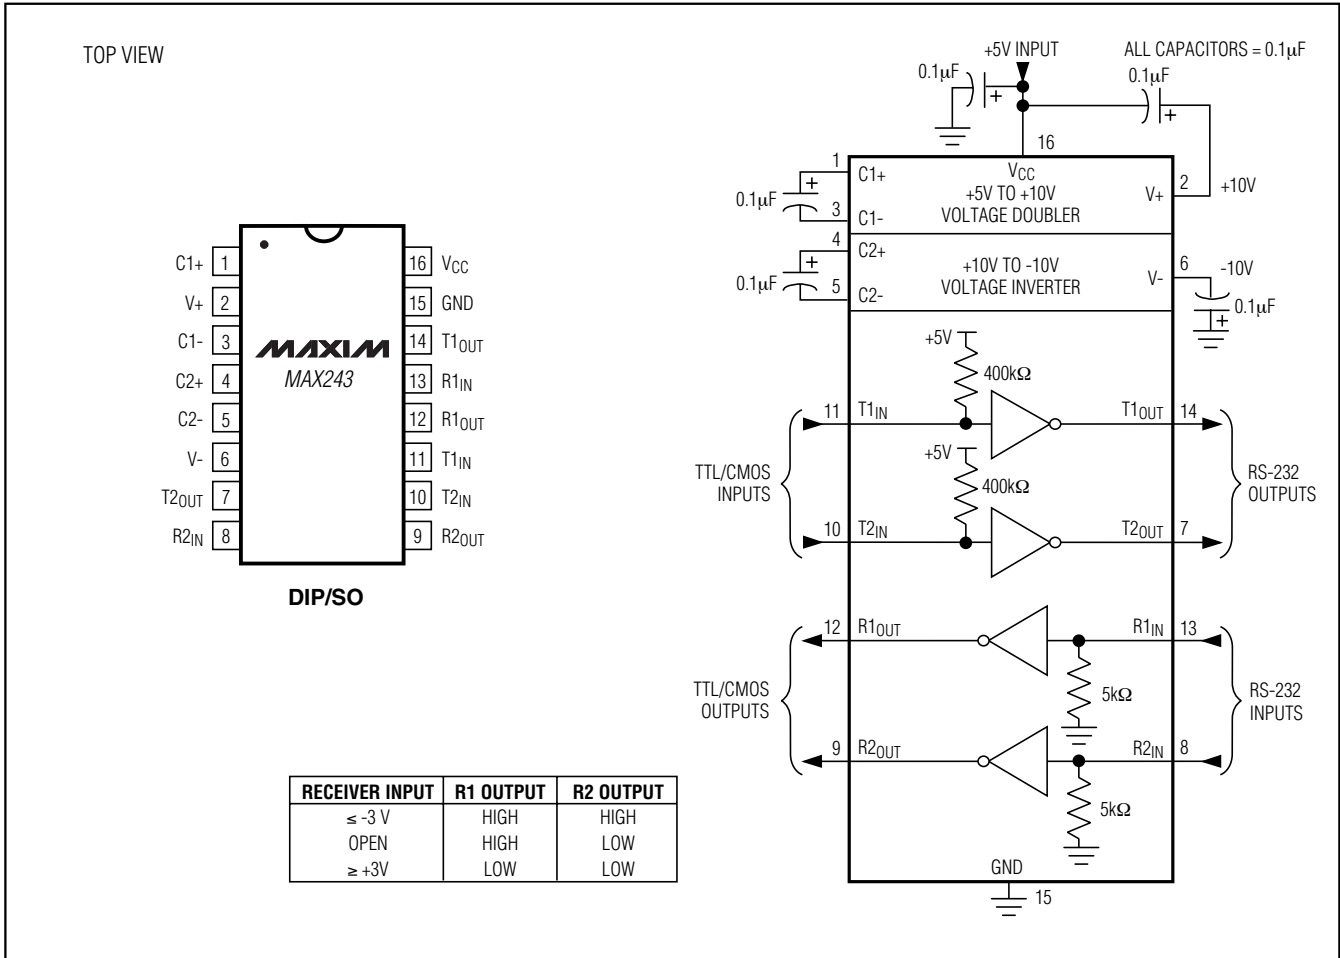 TOP VIEW
C1+ 1
V+ 2
C1- 3
C2+ 4
C2- 5
V- 6
T2OUT 7
R2IN 8
16 VCC
15 GND
14 T1OUT
13 R1IN
12 R1OUT
11 T1IN
10 T2IN
9 R2OUT
MAXIM
MAX243
DIP/SO
RECEIVER INPUT R1 OUTPUT R2 OUTPUT
≤ -3 V HIGH HIGH
OPEN HIGH LOW
≥ +3V LOW LOW
+5V INPUT
ALL CAPACITORS = 0.1µF
0.1µF
+
0.1µF
+
16
VCC
+5V TO +10V
VOLTAGE DOUBLER
1
C1+
0.1µF
+
3
C1-
V+
2
+10V
4
C2+
0.1µF
+
5
C2-
+10V TO -10V
VOLTAGE INVERTER
V-
6
-10V
0.1µF
+
+5V
400kΩ
11 T1IN
T1OUT 14
+5V
400kΩ
TTL/CMOS
INPUTS
RS-232
OUTPUTS
10 T2IN
T2OUT 7
12 R1OUT
R1IN 13
5kΩ
TTL/CMOS
OUTPUTS
RS-232
INPUTS
9 R2OUT
R2IN 8
5kΩ
GND
15